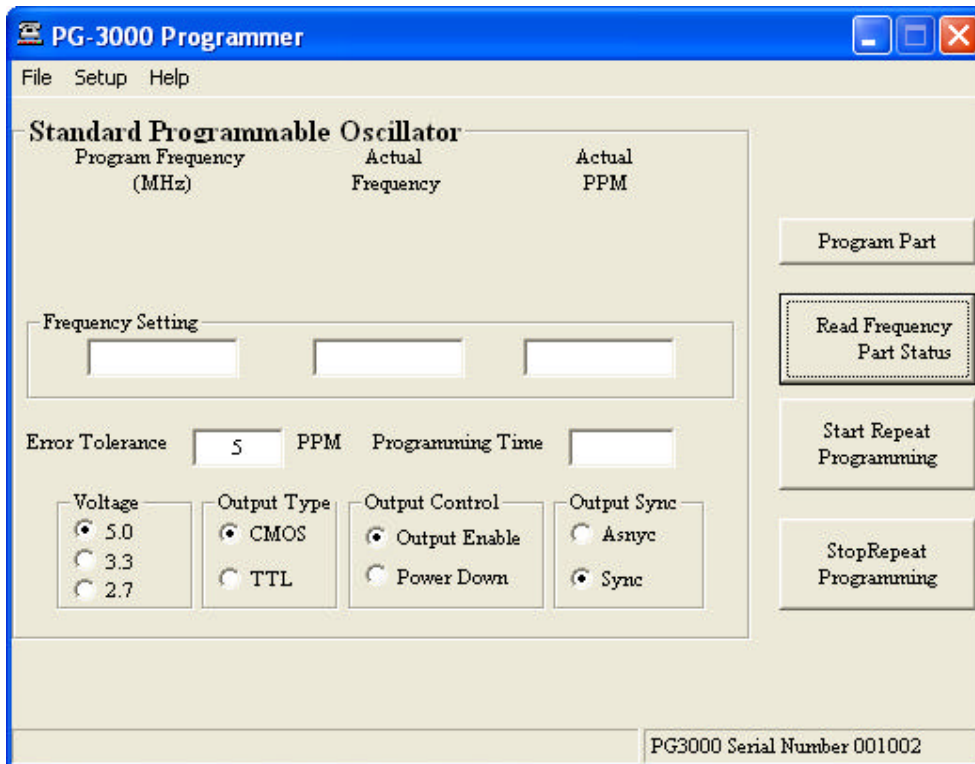 PG-3000 Programmer
File Setup Help
Standard Programmable Oscillator
Program Frequency
(MHz)
Actual
Frequency
Actual
PPM
Program Part
Frequency Setting
Read Frequency
Part Status
Error Tolerance 5 PPM Programming Time
Start Repeat
Programming
Voltage
5.0
3.3
2.7
Output Type
CMOS
TTL
Output Control
Output Enable
Power Down
Output Sync
Asnyc
Sync
StopRepeat
Programming
PG3000 Serial Number 001002